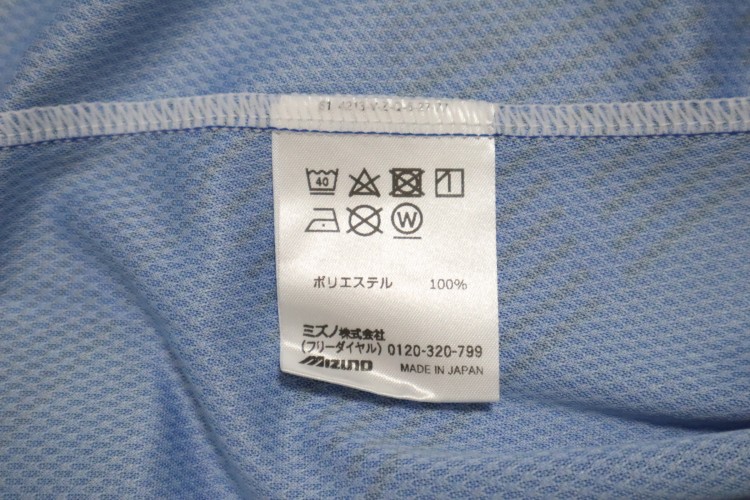 40
W
ポリエステル 100%
ミズノ株式会社
(フリーダイヤル) 0120-320-799
MIZUNO MADE IN JAPAN